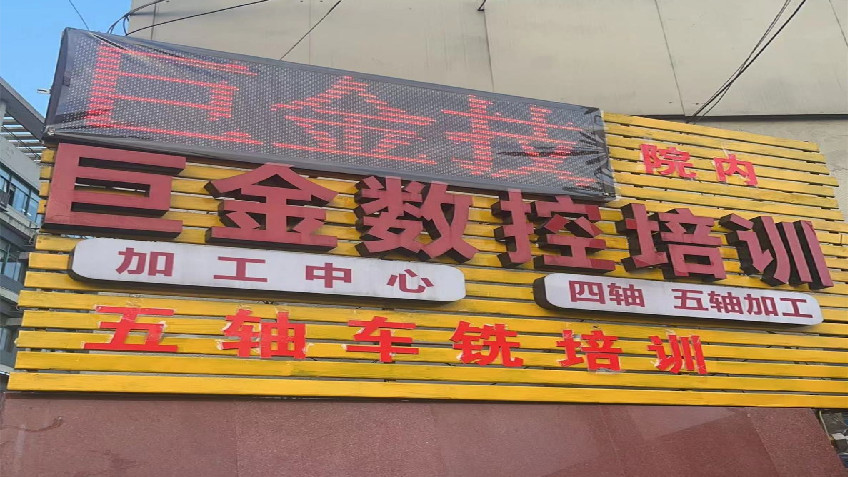 巨金技
院内
巨金数控培训
加工中心
四轴 五轴加工
五轴车铣培训